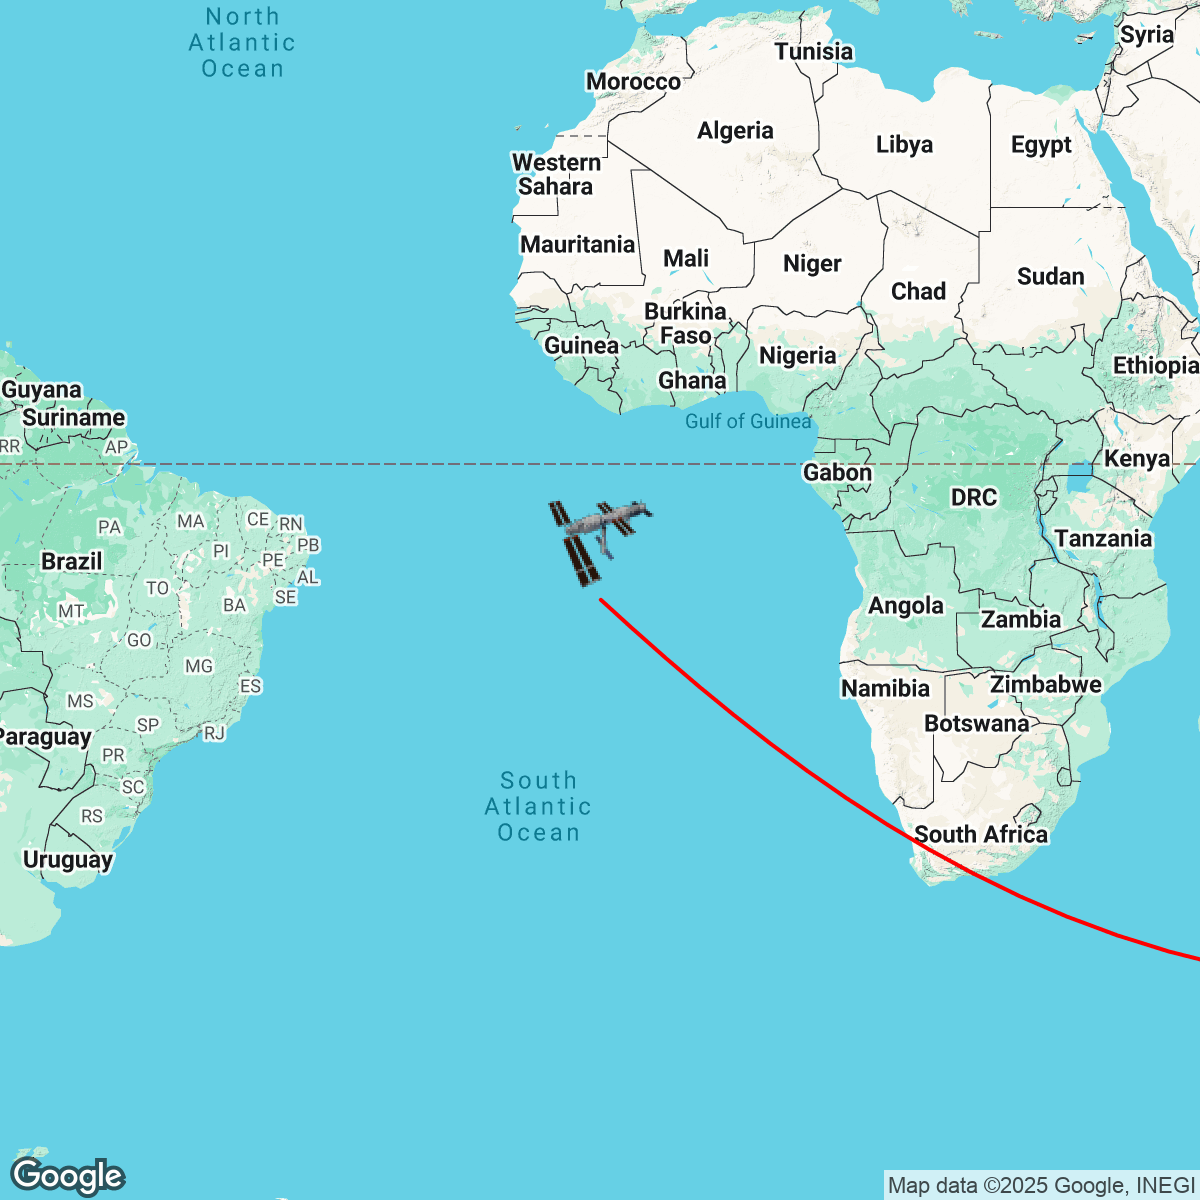 North
Atlantic
Ocean
Syria
Tunisia
Morocco
Algeria
Libya
Egypt
Western
Sahara
Mauritania
Mali
Niger
Chad
Sudan
Burkina
Faso
Guinea
Nigeria
Ethiopia
Ghana
Guyana
Suriname
Gulf of Guinea
RR
AP
Gabon
Kenya
DRC
PA
MA
CE
RN
PI
PB
PE
Brazil
TO
AL
SE
MT
BA
Tanzania
Angola
Zambia
GO
MG
ES
MS
Namibia
Zimbabwe
Botswana
SP
RJ
Paraguay
PR
SC
RS
South
Atlantic
Ocean
South Africa
Uruguay
Google
Map data ©2025 Google, INEGI